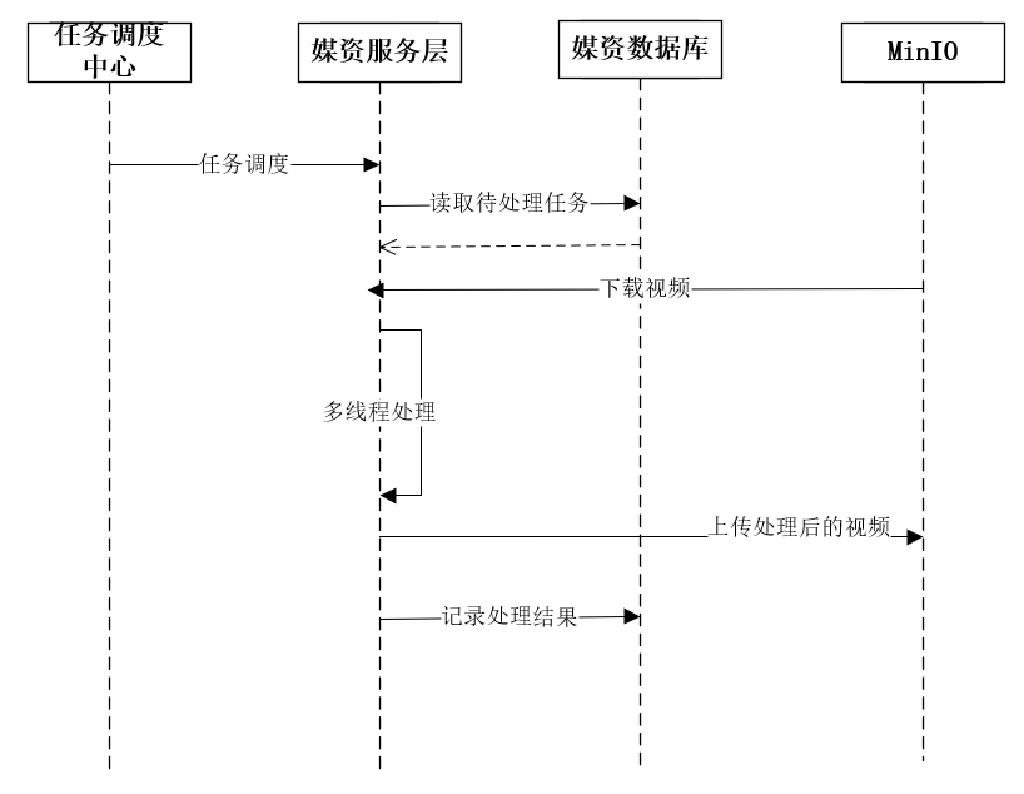 任务调度
中心
媒资服务层
媒资数据库
MinIO
任务调度
读取待处理任务
下载视频
多线程处理
上传处理后的视频
记录处理结果